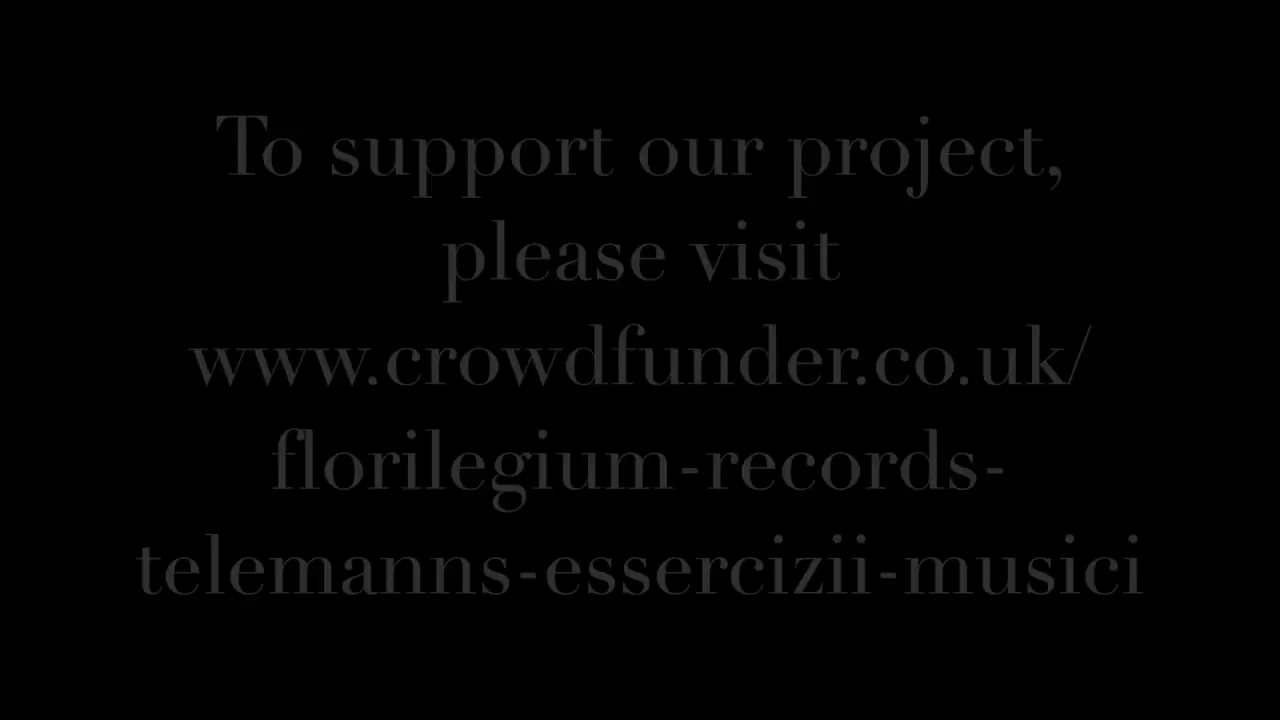 To support our project,
please visit
www.crowdfunder.co.uk/
florilegium-records-
telemanns-essercizii-musici